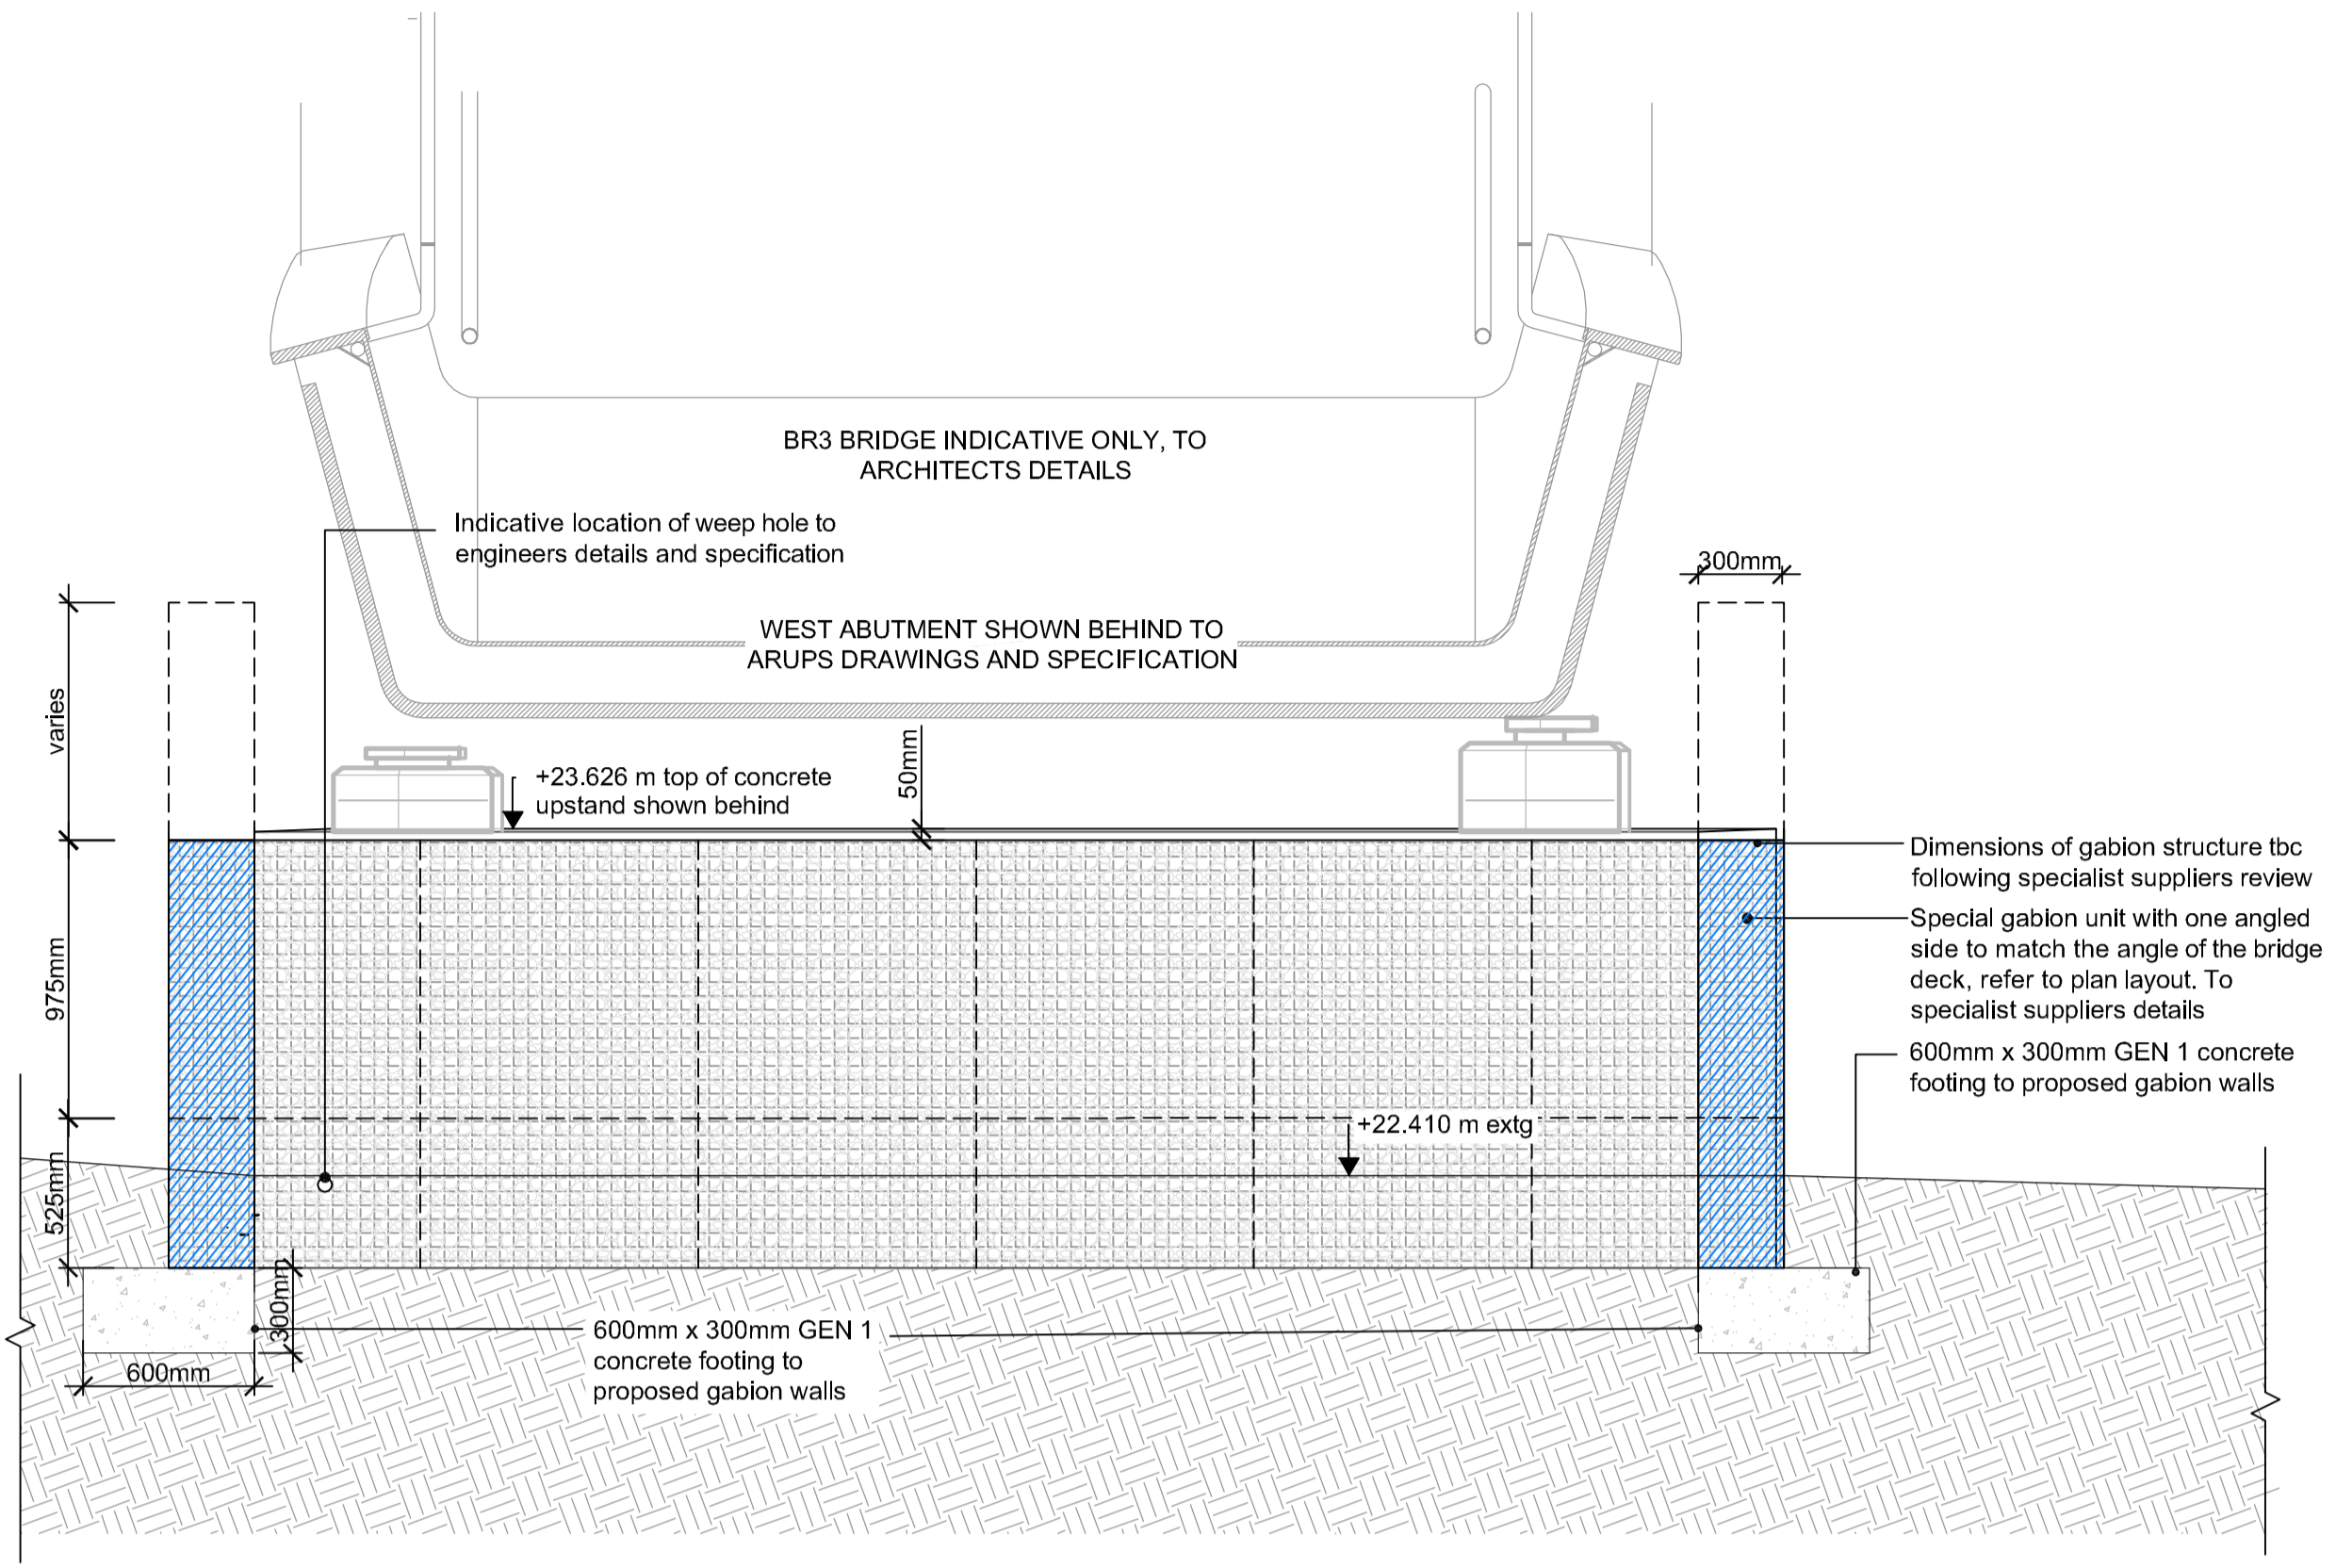 BR3 BRIDGE INDICATIVE ONLY, TO
ARCHITECTS DETAILS
Indicative location of weep hole to
engineers details and specification
300mm
WEST ABUTMENT SHOWN BEHIND TO
ARUPS DRAWINGS AND SPECIFICATION
varies
50mm
+23.626 m top of concrete
upstand shown behind
Dimensions of gabion structure tbc
following specialist suppliers review
Special gabion unit with one angled
side to match the angle of the bridge
deck, refer to plan layout. To
specialist suppliers details
975mm
600mm x 300mm GEN 1 concrete
footing to proposed gabion walls
+22.410 m extg
525mm
300mm
600mm x 300mm GEN 1
concrete footing to
proposed gabion walls
600mm